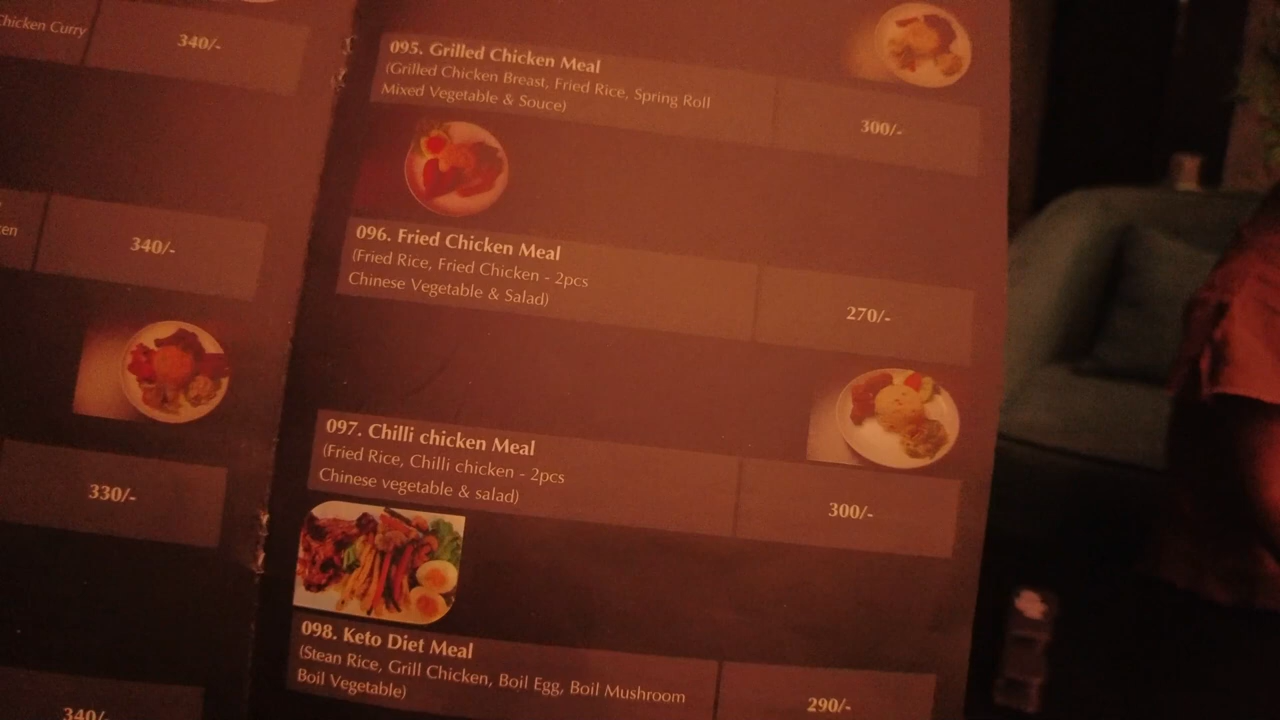 Chicken Curry
340/-
en
340/-
330/-
340/-
095. Grilled Chicken Meal
(Grilled Chicken Breast, Fried Rice, Spring Roll
Mixed Vegetable & Souce)
300/-
096. Fried Chicken Meal
(Fried Rice, Fried Chicken - 2pcs
Chinese Vegetable & Salad)
270/-
097. Chilli chicken Meal
(Fried Rice, Chilli chicken - 2pcs
Chinese vegetable & salad)
300/-
098. Keto Diet Meal
(Stean Rice, Grill Chicken, Boil Egg, Boil Mushroom
Boil Vegetable)
290/-